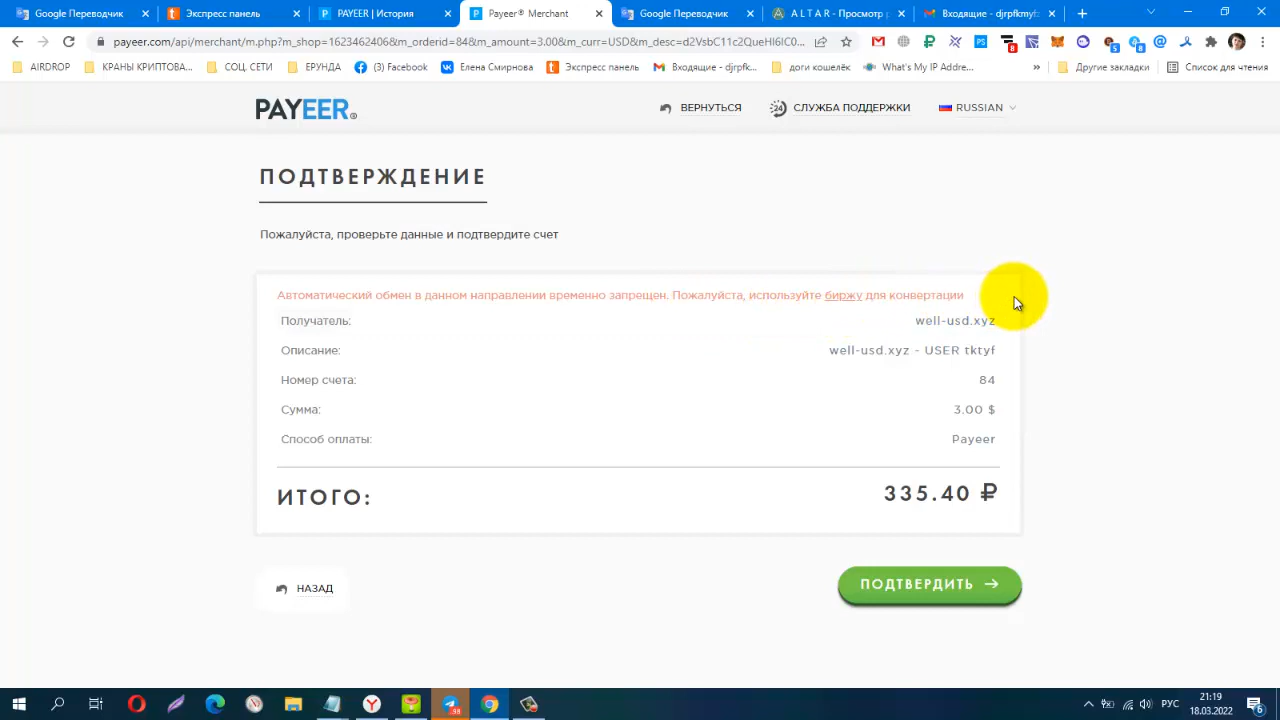 Google Переводчик
Экспресс панель
PAYEER | История
Payeer® Merchant
Google Переводчик
A L T A R - Просмотр
Входящие - djrpfkmyf
payeer.com/api/merchant/m.php?m_shop=1623462406&m_orderid=84&m_amount=3.00&m_curr=USD&m_desc=d2VsbC11c2QueHl6IC0...
AIRDROP
КРАНЫ КРИПТОВА...
СОЦ. СЕТИ
ЕРУНДА
(3) Facebook
Елена Смирнова
Экспресс панель
Входящие - djrpfk...
доги кошелёк
What's My IP Addre...
»
Другие закладки
Список для чтения
PAYEER®
ВЕРНУТЬСЯ
24
СЛУЖБА ПОДДЕРЖКИ
RUSSIAN
ПОДТВЕРЖДЕНИЕ
Пожалуйста, проверьте данные и подтвердите счет
Автоматический обмен в данном направлении временно запрещен. Пожалуйста, используйте биржу для конвертации
Получатель: well-usd.xyz
Описание: well-usd.xyz - USER tktyf
Номер счета: 84
Сумма: 3.00 $
Способ оплаты: Payeer
ИТОГО: 335.40 ₽
НАЗАД
ПОДТВЕРДИТЬ
98
РУС
21:19
18.03.2022
6